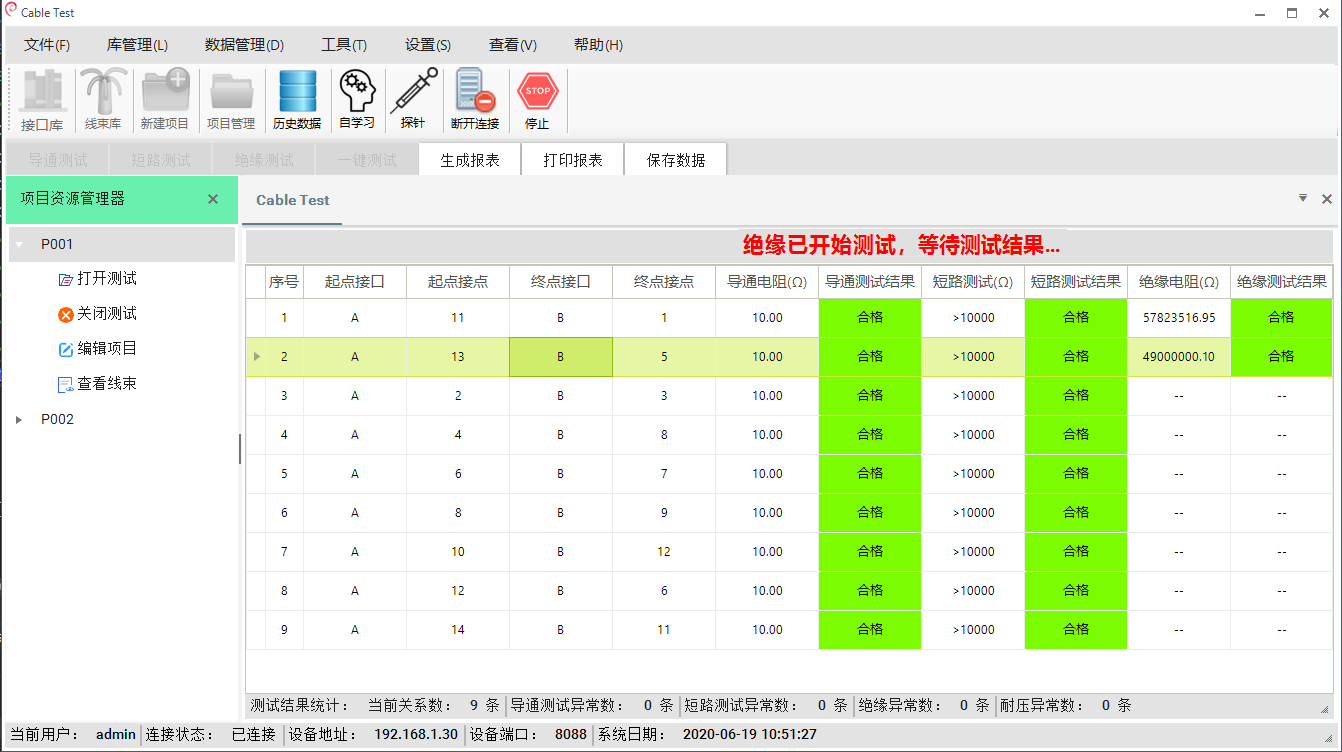 Cable Test
文件(F) 库管理(L) 数据管理(D) 工具(T) 设置(S) 查看(V) 帮助(H)
STOP
接口库 线束库 新建项目 项目管理 历史数据 自学习 探针 断开连接 停止
导通测试 短路测试 绝缘测试 一键测试 生成报表 打印报表 保存数据
项目资源管理器
P001
打开测试
关闭测试
编辑项目
查看线束
P002
Cable Test
绝缘已开始测试，等待测试结果...
序号 起点接口 起点接点 终点接口 终点接点 导通电阻(Ω) 导通测试结果 短路测试(Ω) 短路测试结果 绝缘电阻(Ω) 绝缘测试结果
1 A 11 B 1 10.00 合格 >10000 合格 57823516.95 合格
2 A 13 B 5 10.00 合格 >10000 合格 49000000.10 合格
3 A 2 B 3 10.00 合格 >10000 合格 -- --
4 A 4 B 8 10.00 合格 >10000 合格 -- --
5 A 6 B 7 10.00 合格 >10000 合格 -- --
6 A 8 B 9 10.00 合格 >10000 合格 -- --
7 A 10 B 12 10.00 合格 >10000 合格 -- --
8 A 12 B 6 10.00 合格 >10000 合格 -- --
9 A 14 B 11 10.00 合格 >10000 合格 -- --
测试结果统计： 当前关系数： 9 条 导通测试异常数： 0 条 短路测试异常数： 0 条 绝缘异常数： 0 条 耐压异常数： 0 条
当前用户： admin 连接状态： 已连接 设备地址： 192.168.1.30 设备端口： 8088 系统日期： 2020-06-19 10:51:27